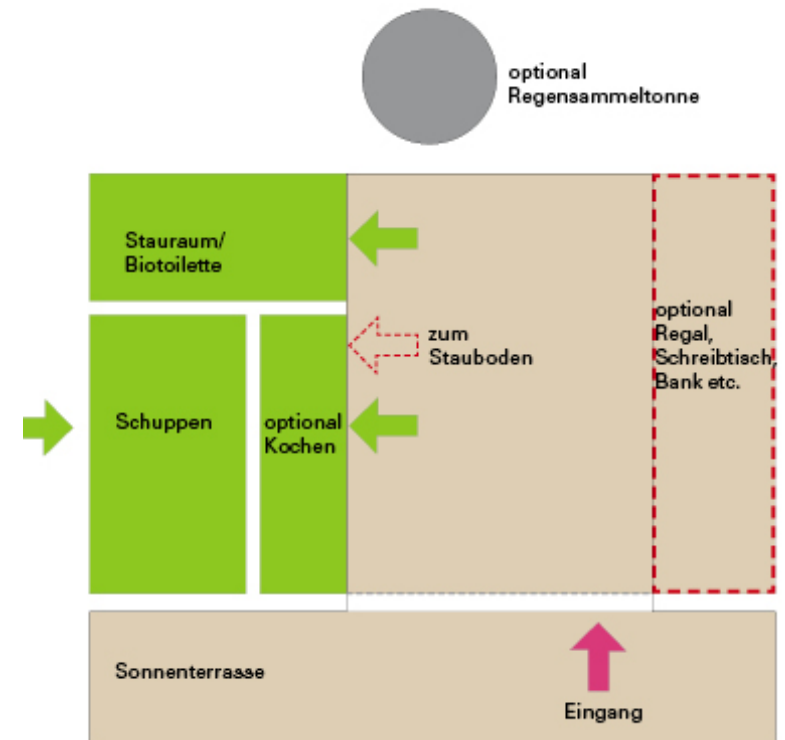 optional
Regensammeltonne
Stauraum/
Biotoilette
zum
Stauboden
optional
Regal,
Schreibtisch,
Bank etc.
Schuppen
optional
Kochen
Sonnenterrasse
Eingang